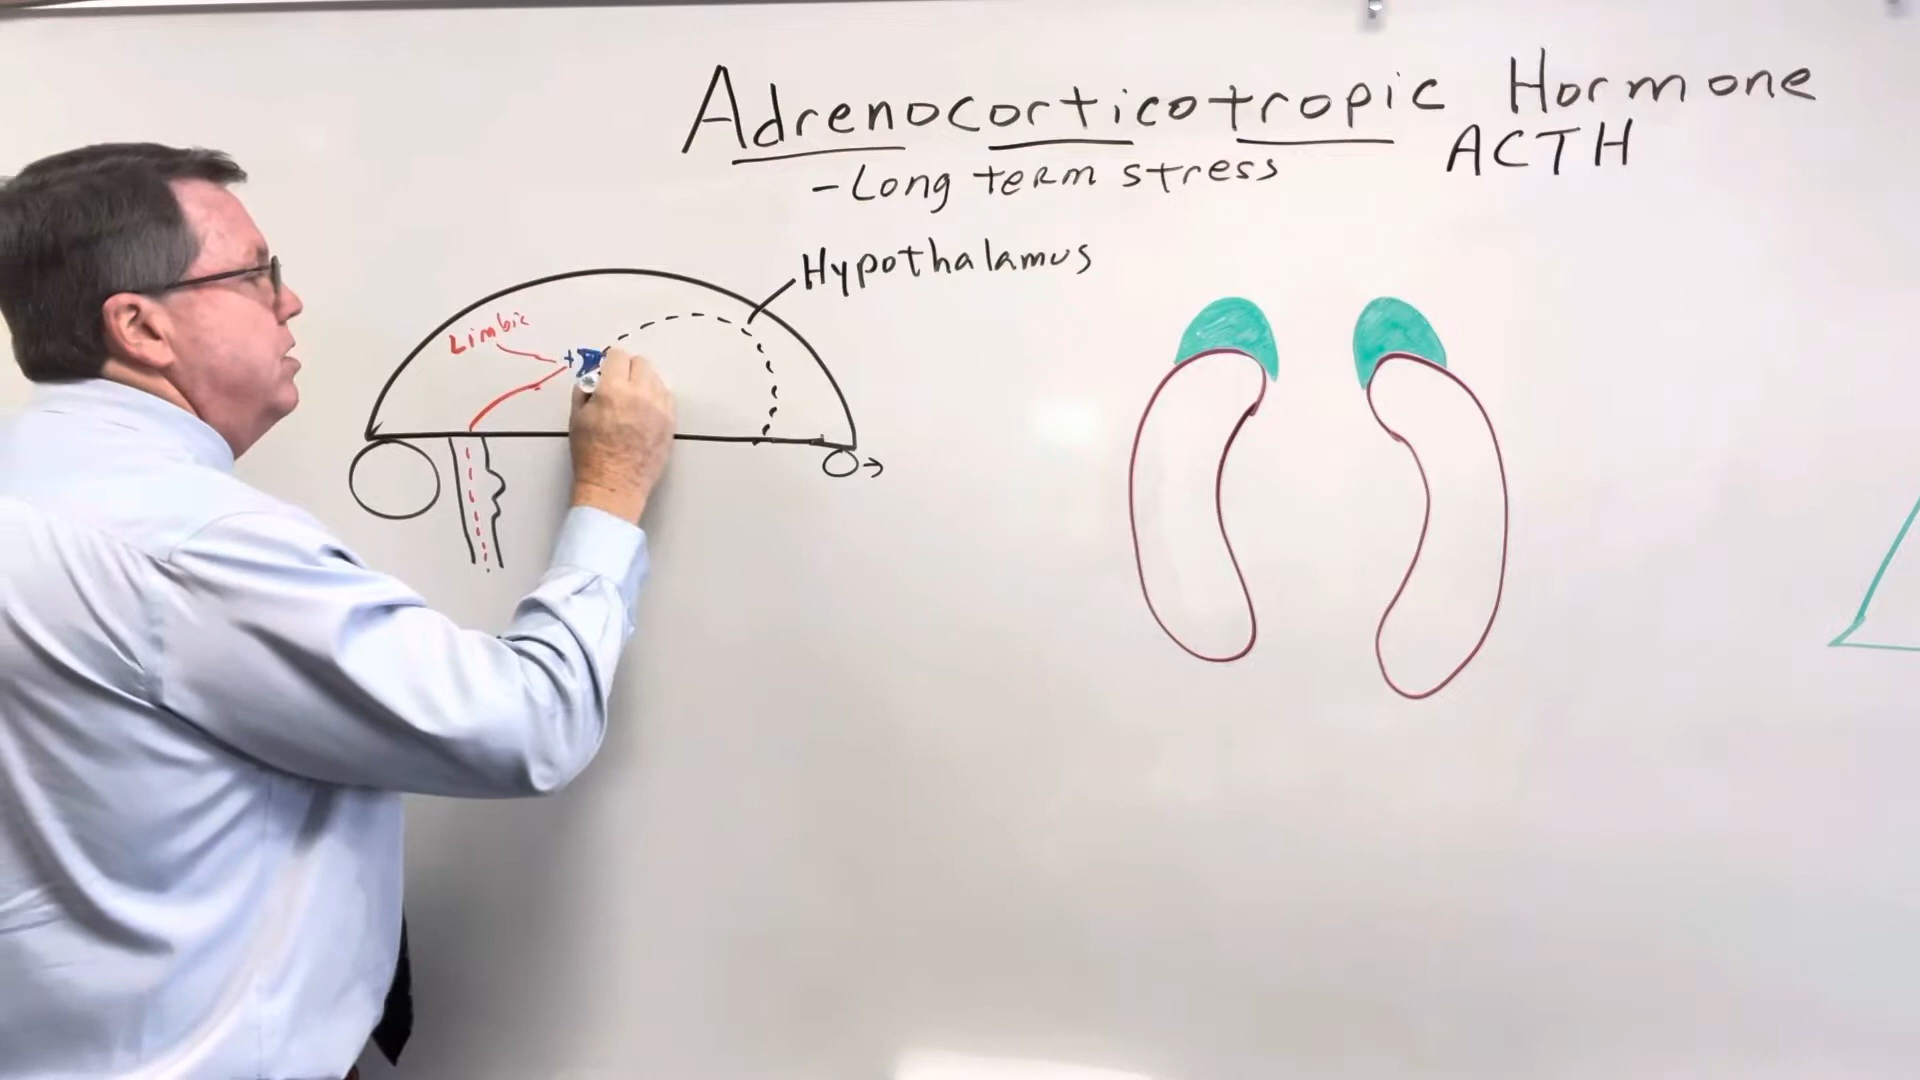 Adrenocorticotropic Hormone
ACTH
-Long term stress
Hypothalamus
Limbic
+